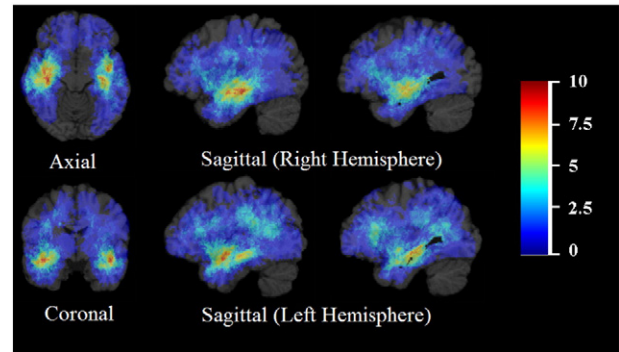 Axial
Sagittal (Right Hemisphere)
10
7.5
5
2.5
0
Coronal
Sagittal (Left Hemisphere)